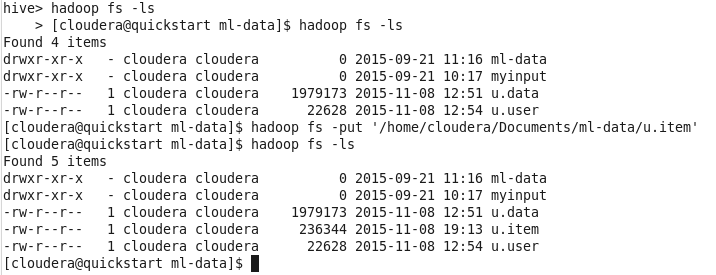 hive> hadoop fs -ls
    > [cloudera@quickstart ml-data]$ hadoop fs -ls
Found 4 items
drwxr-xr-x   - cloudera cloudera          0 2015-09-21 11:16 ml-data
drwxr-xr-x   - cloudera cloudera          0 2015-09-21 10:17 myinput
-rw-r--r--   1 cloudera cloudera    1979173 2015-11-08 12:51 u.data
-rw-r--r--   1 cloudera cloudera      22628 2015-11-08 12:54 u.user
[cloudera@quickstart ml-data]$ hadoop fs -put '/home/cloudera/Documents/ml-data/u.item'
[cloudera@quickstart ml-data]$ hadoop fs -ls
Found 5 items
drwxr-xr-x   - cloudera cloudera          0 2015-09-21 11:16 ml-data
drwxr-xr-x   - cloudera cloudera          0 2015-09-21 10:17 myinput
-rw-r--r--   1 cloudera cloudera    1979173 2015-11-08 12:51 u.data
-rw-r--r--   1 cloudera cloudera     236344 2015-11-08 19:13 u.item
-rw-r--r--   1 cloudera cloudera      22628 2015-11-08 12:54 u.user
[cloudera@quickstart ml-data]$